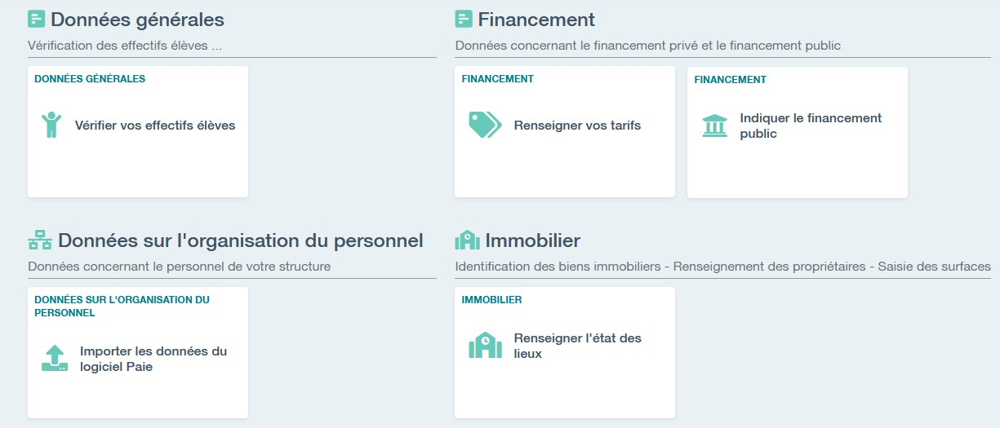 Données générales
Vérification des effectifs élèves ...
DONNÉES GÉNÉRALES
Vérifier vos effectifs élèves
Financement
Données concernant le financement privé et le financement public
FINANCEMENT
Renseigner vos tarifs
FINANCEMENT
Indiquer le financement
public
Données sur l'organisation du personnel
Données concernant le personnel de votre structure
DONNÉES SUR L'ORGANISATION DU
PERSONNEL
Importer les données du
logiciel Paie
Immobilier
Identification des biens immobiliers - Renseignement des propriétaires - Saisie des surfaces
IMMOBILIER
Renseigner l'état des
lieux